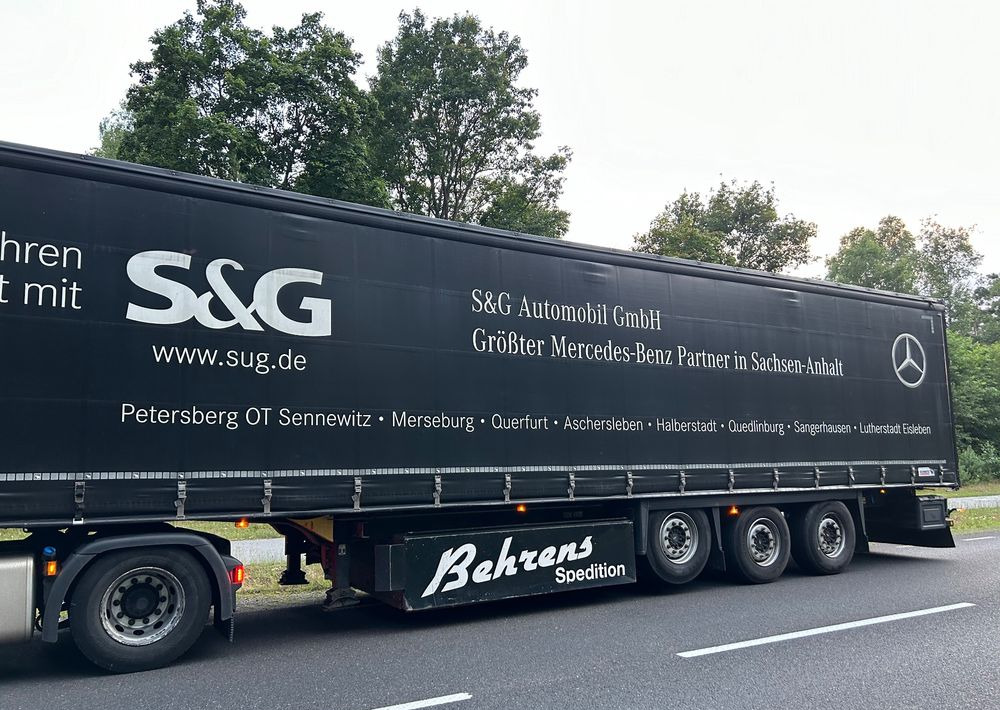 hren
t mit
S&G
www.sug.de
S&G Automobil GmbH
Größter Mercedes-Benz Partner in Sachsen-Anhalt
Petersberg OT Sennewitz • Merseburg • Querfurt • Aschersleben • Halberstadt • Quedlinburg • Sangerhausen • Lutherstadt Eisleben
Behrens
Spedition